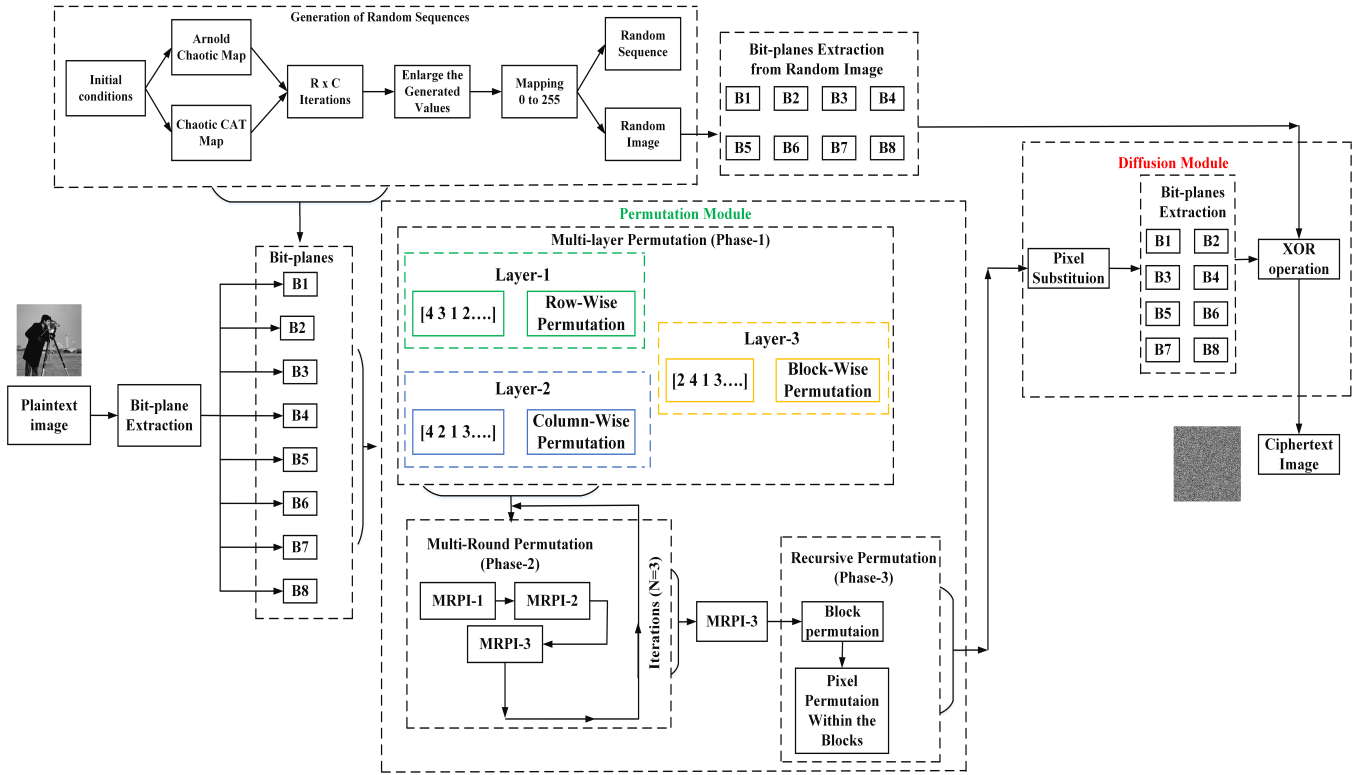 Generation of Random Sequences
Initial
conditions
Arnold
Chaotic Map
Chaotic CAT
Map
R x C
Iterations
Enlarge the
Generated
Values
Mapping
0 to 255
Random
Sequence
Random
Image
Bit-planes Extraction
from Random Image
B1 B2 B3 B4
B5 B6 B7 B8
Plaintext
image
Bit-plane
Extraction
Bit-planes
B1
B2
B3
B4
B5
B6
B7
B8
Permutation Module
Multi-layer Permutation (Phase-1)
Layer-1
[4 3 1 2….]
Row-Wise
Permutation
Layer-2
[4 2 1 3….]
Column-Wise
Permutation
Layer-3
[2 4 1 3….]
Block-Wise
Permutation
Multi-Round Permutation
(Phase-2)
MRPI-1
MRPI-2
MRPI-3
Iterations (N=3)
MRPI-3
Recursive Permutation
(Phase-3)
Block
permutaion
Pixel
Permutaion
Within the
Blocks
Diffusion Module
Pixel
Substituion
Bit-planes
Extraction
B1 B2
B3 B4
B5 B6
B7 B8
XOR
operation
Ciphertext
Image